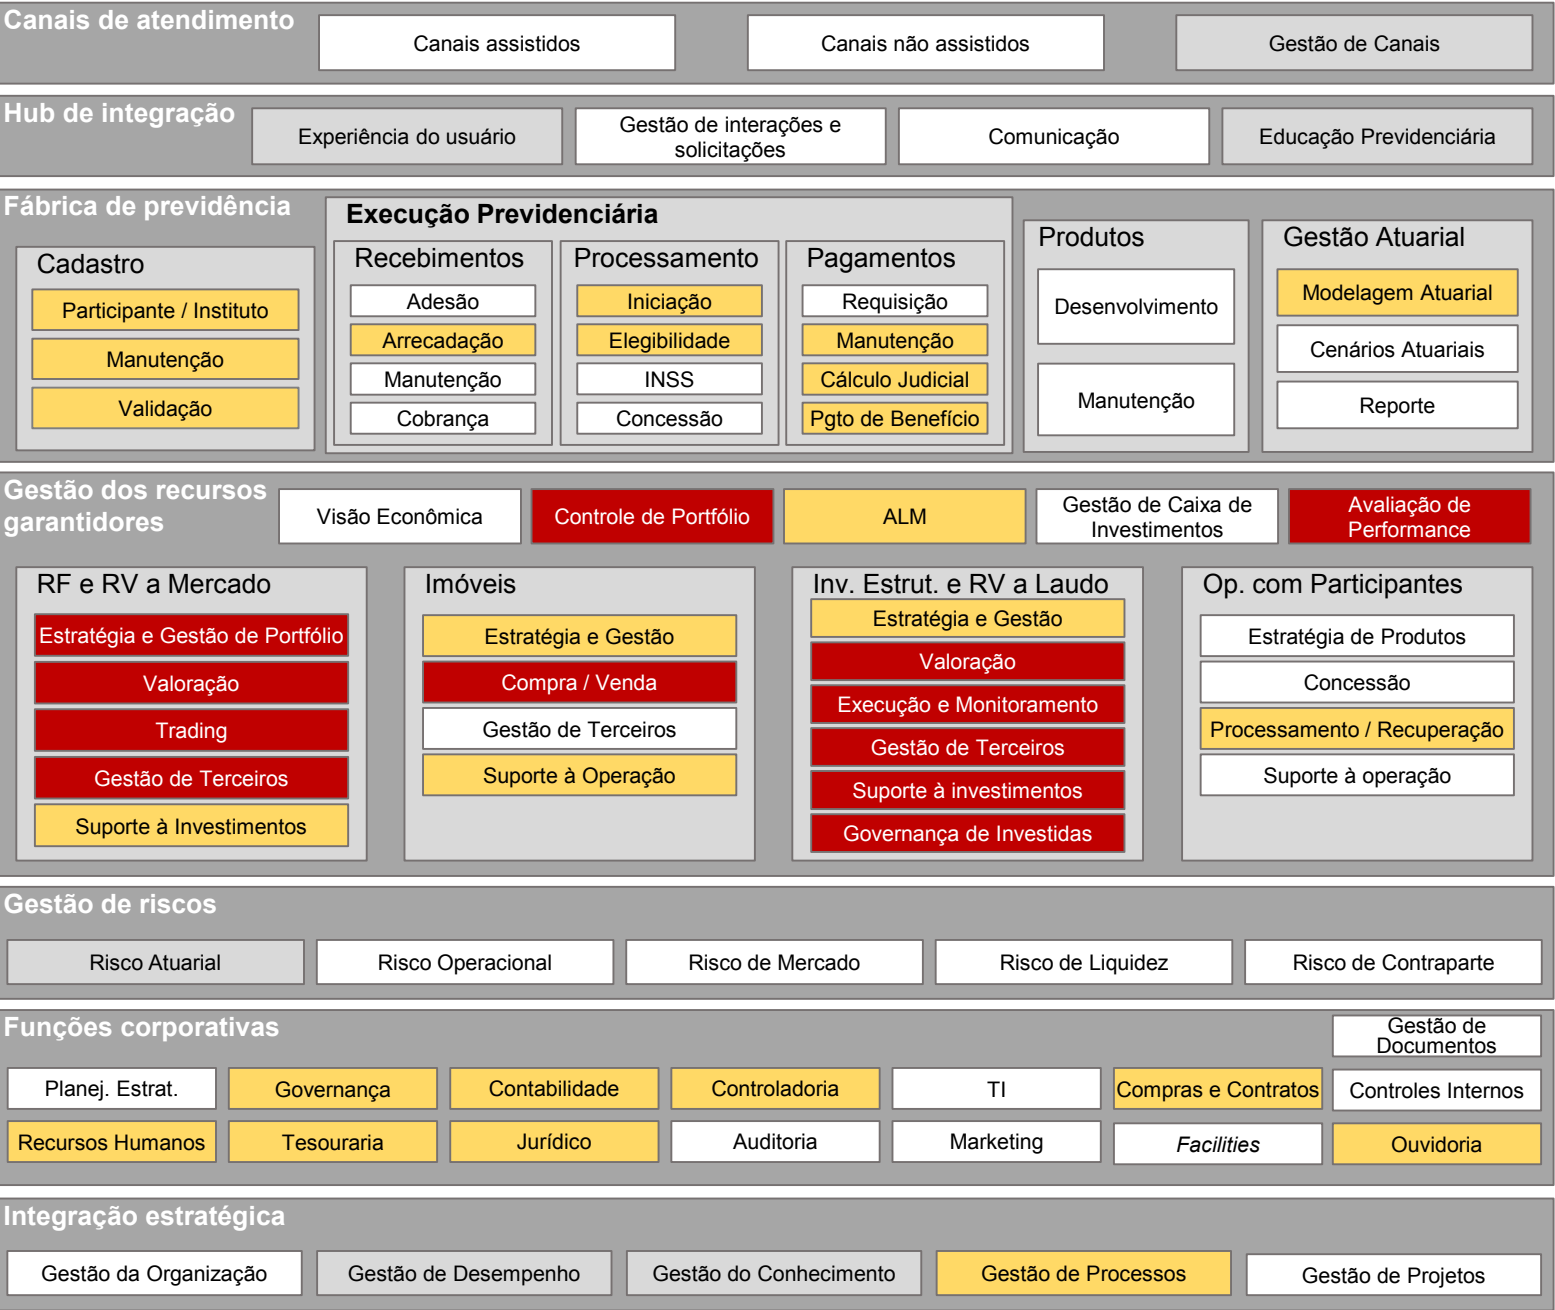 Canais de atendimento
Canais assistidos
Canais não assistidos
Gestão de Canais
Hub de integração
Experiência do usuário
Gestão de interações e
solicitações
Comunicação
Educação Previdenciária
Fábrica de previdência
Cadastro
Participante / Instituto
Manutenção
Validação
Execução Previdenciária
Recebimentos
Adesão
Arrecadação
Manutenção
Cobrança
Processamento
Iniciação
Elegibilidade
INSS
Concessão
Pagamentos
Requisição
Manutenção
Cálculo Judicial
Pgto de Benefício
Produtos
Desenvolvimento
Manutenção
Gestão Atuarial
Modelagem Atuarial
Cenários Atuariais
Reporte
Gestão dos recursos
garantidores
Visão Econômica
Controle de Portfólio
ALM
Gestão de Caixa de
Investimentos
Avaliação de
Performance
RF e RV a Mercado
Estratégia e Gestão de Portfólio
Valoração
Trading
Gestão de Terceiros
Suporte à Investimentos
Imóveis
Estratégia e Gestão
Compra / Venda
Gestão de Terceiros
Suporte à Operação
Inv. Estrut. e RV a Laudo
Estratégia e Gestão
Valoração
Execução e Monitoramento
Gestão de Terceiros
Suporte à investimentos
Governança de Investidas
Op. com Participantes
Estratégia de Produtos
Concessão
Processamento / Recuperação
Suporte à operação
Gestão de riscos
Risco Atuarial
Risco Operacional
Risco de Mercado
Risco de Liquidez
Risco de Contraparte
Funções corporativas
Gestão de
Documentos
Planej. Estrat.
Governança
Contabilidade
Controladoria
TI
Compras e Contratos
Controles Internos
Recursos Humanos
Tesouraria
Jurídico
Auditoria
Marketing
Facilities
Ouvidoria
Integração estratégica
Gestão da Organização
Gestão de Desempenho
Gestão do Conhecimento
Gestão de Processos
Gestão de Projetos